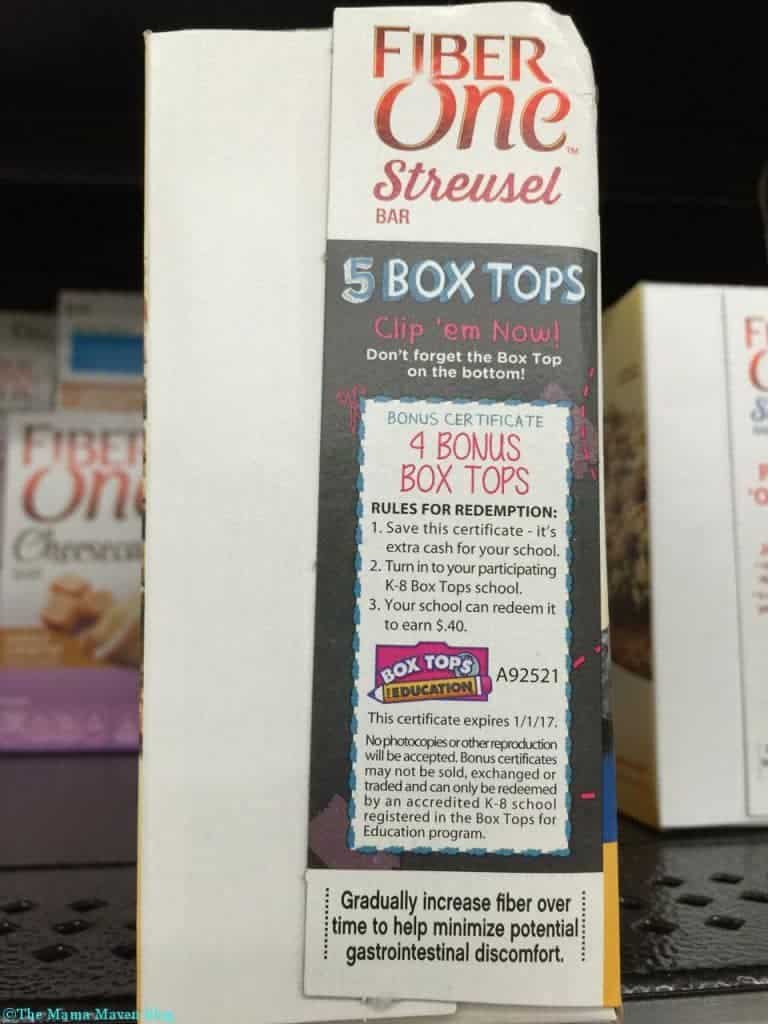 FIBER
One™
Streusel
BAR
5 BOX TOPS
Clip 'em Now!
Don't forget the Box Top
on the bottom!
BONUS CERTIFICATE
4 BONUS
BOX TOPS
RULES FOR REDEMPTION:
1. Save this certificate - it's
extra cash for your school.
2. Turn in to your participating
K-8 Box Tops school.
3. Your school can redeem it
to earn $.40.
BOX TOPS
FOR EDUCATION
A92521
This certificate expires 1/1/17.
No photocopies or other reproduction
will be accepted. Bonus certificates
may not be sold, exchanged or
traded and can only be redeemed
by an accredited K-8 school
registered in the Box Tops for
Education program.
Gradually increase fiber over
time to help minimize potential
gastrointestinal discomfort.
FIBER
One
©The Mama Maven Blog